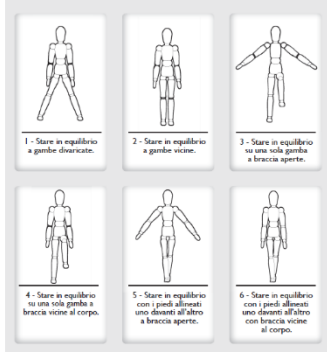 1 - Stare in equilibrio
a gambe divaricate.
2 - Stare in equilibrio
a gambe vicine.
3 - Stare in equilibrio
su una sola gamba
a braccia aperte.
4 - Stare in equilibrio
su una sola gamba a
braccia vicine al corpo.
5 - Stare in equilibrio
con i piedi allineati
uno davanti all'altro
a braccia aperte.
6 - Stare in equilibrio
con i piedi allineati
uno davanti all'altro
con braccia vicine
al corpo.